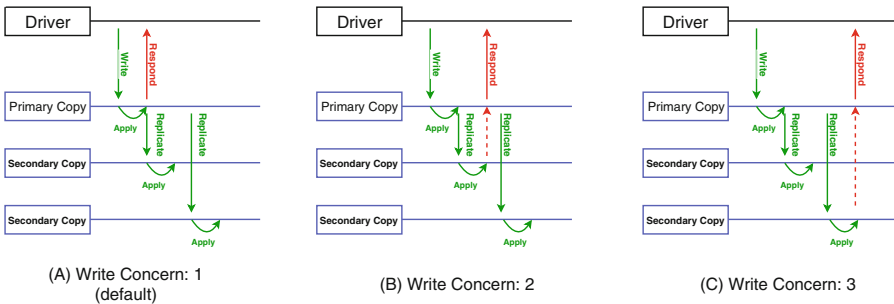 Driver
Write
Respond
Primary Copy
Apply
Replicate
Replicate
Secondary Copy
Apply
Secondary Copy
Apply
(A) Write Concern: 1
(default)
Driver
Write
Respond
Primary Copy
Apply
Replicate
Replicate
Secondary Copy
Apply
Secondary Copy
Apply
(B) Write Concern: 2
Driver
Write
Respond
Primary Copy
Apply
Replicate
Replicate
Secondary Copy
Apply
Secondary Copy
Apply
(C) Write Concern: 3